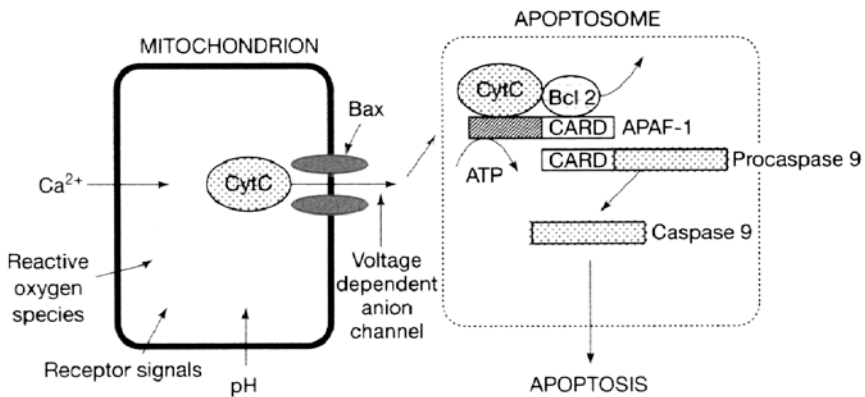 APOPTOSOME
MITOCHONDRION
CytC
Bcl 2
Bax
CARD
APAF-1
CARD
Procaspase 9
ATP
CytC
Ca2+
Caspase 9
Reactive
oxygen
species
Voltage
dependent
anion
channel
Receptor signals
pH
APOPTOSIS